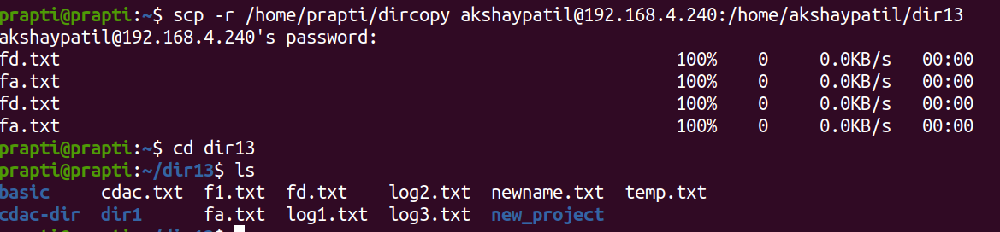 prapti@prapti:~$ scp -r /home/prapti/dircopy akshaypatil@192.168.4.240:/home/akshaypatil/dir13
akshaypatil@192.168.4.240's password:
fd.txt 100% 0 0.0KB/s 00:00
fa.txt 100% 0 0.0KB/s 00:00
fd.txt 100% 0 0.0KB/s 00:00
fa.txt 100% 0 0.0KB/s 00:00
prapti@prapti:~$ cd dir13
prapti@prapti:~/dir13$ ls
basic cdac.txt f1.txt fd.txt log2.txt newname.txt temp.txt
cdac-dir dir1 fa.txt log1.txt log3.txt new_project
prapti@prapti:~/dir13$